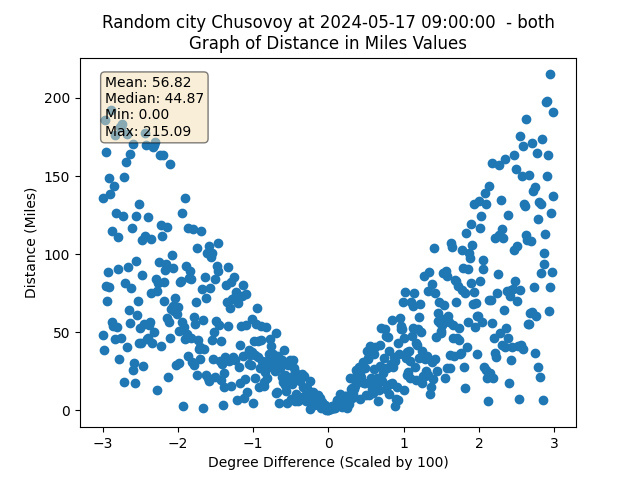 Random city Chusovoy at 2024-05-17 09:00:00  - both
Graph of Distance in Miles Values
Mean: 56.82
Median: 44.87
Min: 0.00
Max: 215.09
200
150
100
50
0
Distance (Miles)
−3
−2
−1
0
1
2
3
Degree Difference (Scaled by 100)